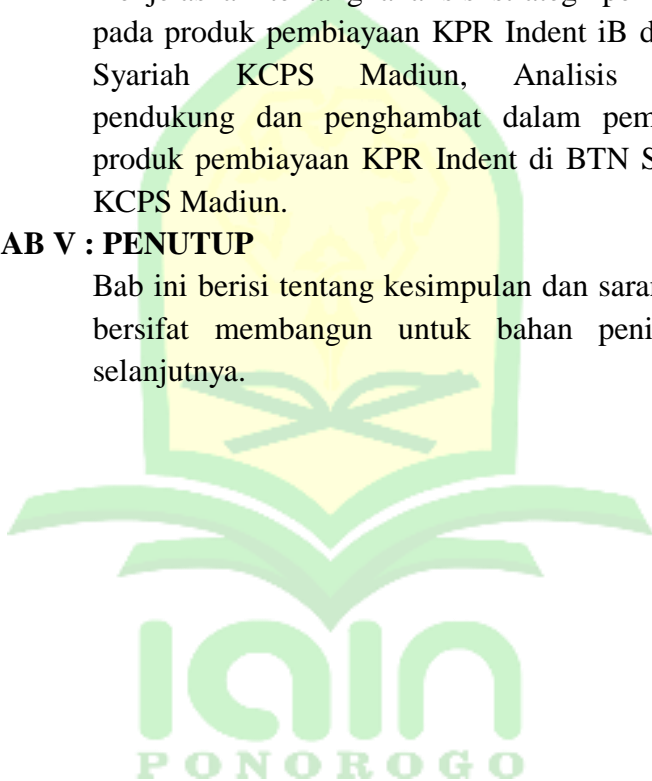 pada produk pembiayaan KPR Indent iB d
Syariah KCPS Madiun, Analisis
pendukung dan penghambat dalam pem
produk pembiayaan KPR Indent di BTN S
KCPS Madiun.
AB V : PENUTUP
Bab ini berisi tentang kesimpulan dan saran
bersifat membangun untuk bahan peni
selanjutnya.
iain
PONOROGO